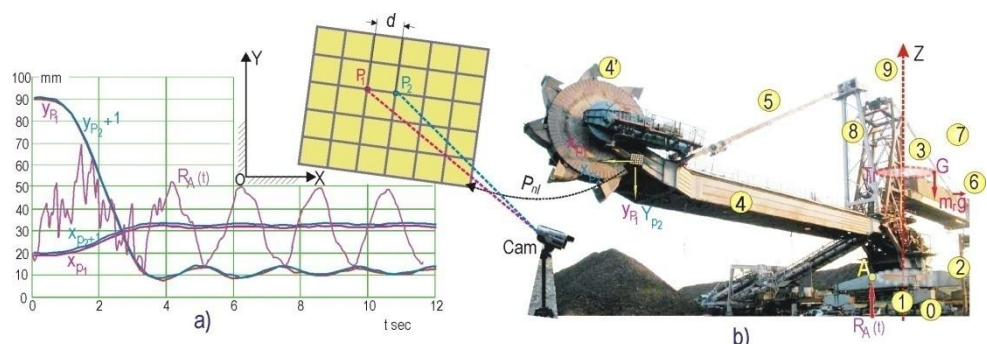 100 mm
90
80
70
60
50
40
30
20
10
0
0 2 4 6 8 10 12
t sec
y_P₁
y_P₂+1
R_A(t)
x_p₂+1
x_p₁
a)
Y
O
X
d
P₁
P₂
P_nl
Cam
4'
5
9
Z
8
3
7
G
6
m_rg
4
y_P₁ Y_p₂
A
2
1
0
R_A(t)
b)